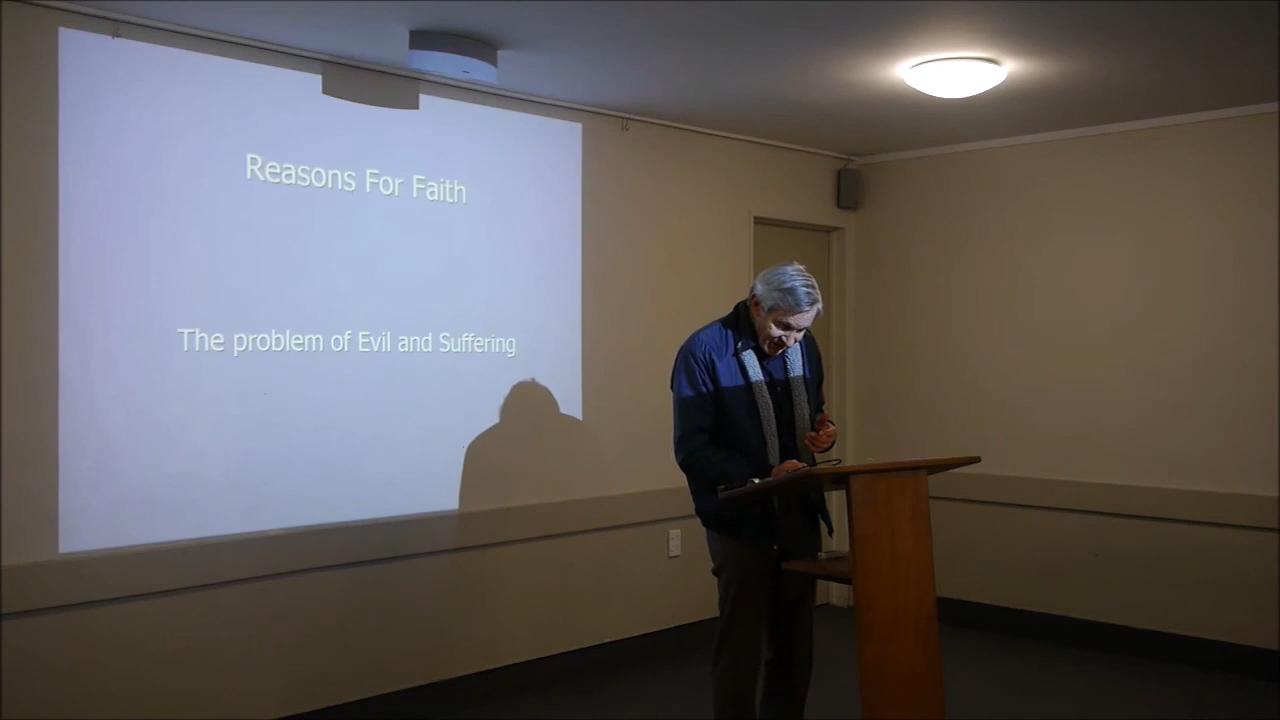 Reasons For Faith
The problem of Evil and Suffering